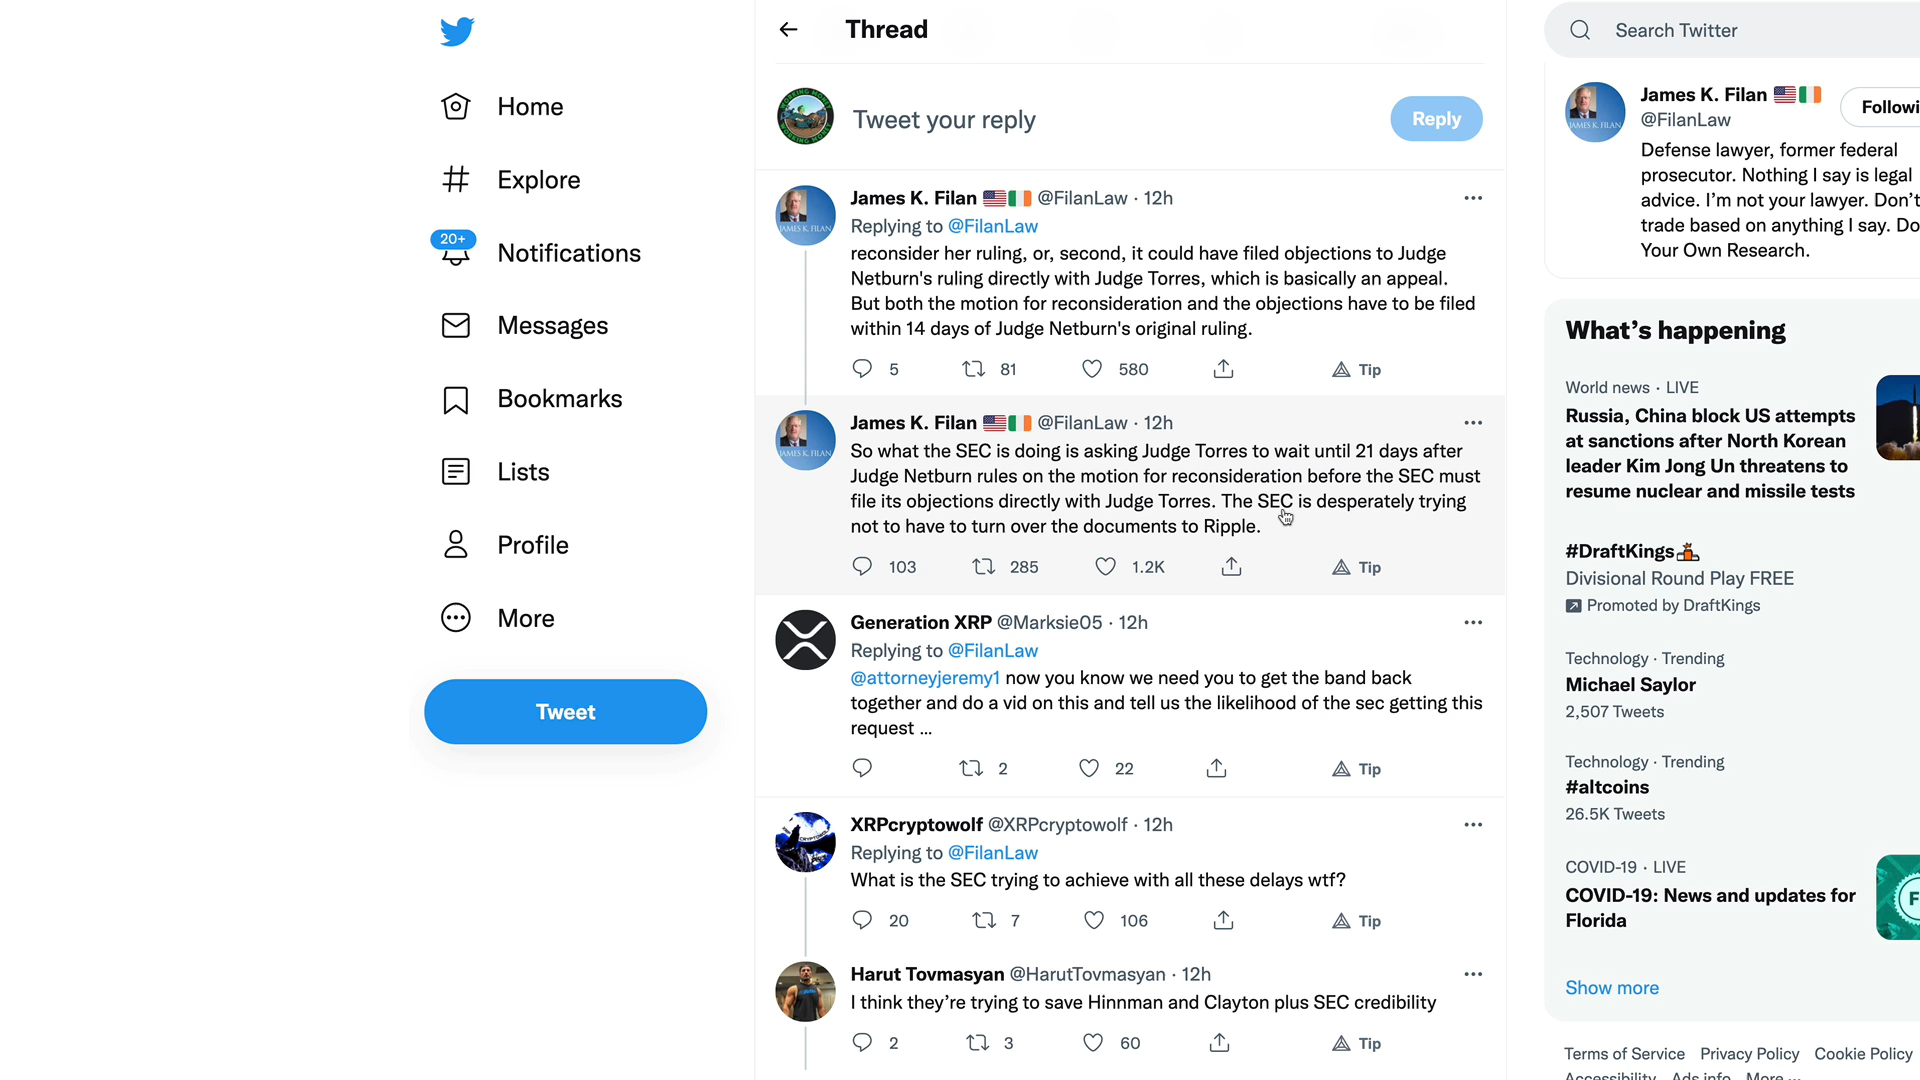 Home
Explore
20+
Notifications
Messages
Bookmarks
Lists
Profile
More
Tweet
Thread
Tweet your reply
Reply
James K. Filan 🇺🇸🇮🇪 @FilanLaw · 12h
Replying to @FilanLaw
reconsider her ruling, or, second, it could have filed objections to Judge
Netburn's ruling directly with Judge Torres, which is basically an appeal.
But both the motion for reconsideration and the objections have to be filed
within 14 days of Judge Netburn's original ruling.
5 81 580 Tip
James K. Filan 🇺🇸🇮🇪 @FilanLaw · 12h
So what the SEC is doing is asking Judge Torres to wait until 21 days after
Judge Netburn rules on the motion for reconsideration before the SEC must
file its objections directly with Judge Torres. The SEC is desperately trying
not to have to turn over the documents to Ripple.
103 285 1.2K Tip
Generation XRP @Marksie05 · 12h
Replying to @FilanLaw
@attorneyjeremy1 now you know we need you to get the band back
together and do a vid on this and tell us the likelihood of the sec getting this
request ...
2 22 Tip
XRPcryptowolf @XRPcryptowolf · 12h
Replying to @FilanLaw
What is the SEC trying to achieve with all these delays wtf?
20 7 106 Tip
Harut Tovmasyan @HarutTovmasyan · 12h
I think they're trying to save Hinnman and Clayton plus SEC credibility
2 3 60 Tip
Search Twitter
James K. Filan 🇺🇸🇮🇪
@FilanLaw
Followi
Defense lawyer, former federal
prosecutor. Nothing I say is legal
advice. I'm not your lawyer. Don't
trade based on anything I say. Do
Your Own Research.
What's happening
World news · LIVE
Russia, China block US attempts
at sanctions after North Korean
leader Kim Jong Un threatens to
resume nuclear and missile tests
#DraftKings
Divisional Round Play FREE
Promoted by DraftKings
Technology · Trending
Michael Saylor
2,507 Tweets
Technology · Trending
#altcoins
26.5K Tweets
COVID-19 · LIVE
COVID-19: News and updates for
Florida
Show more
Terms of Service Privacy Policy Cookie Policy
Accessibility Ads info More ...